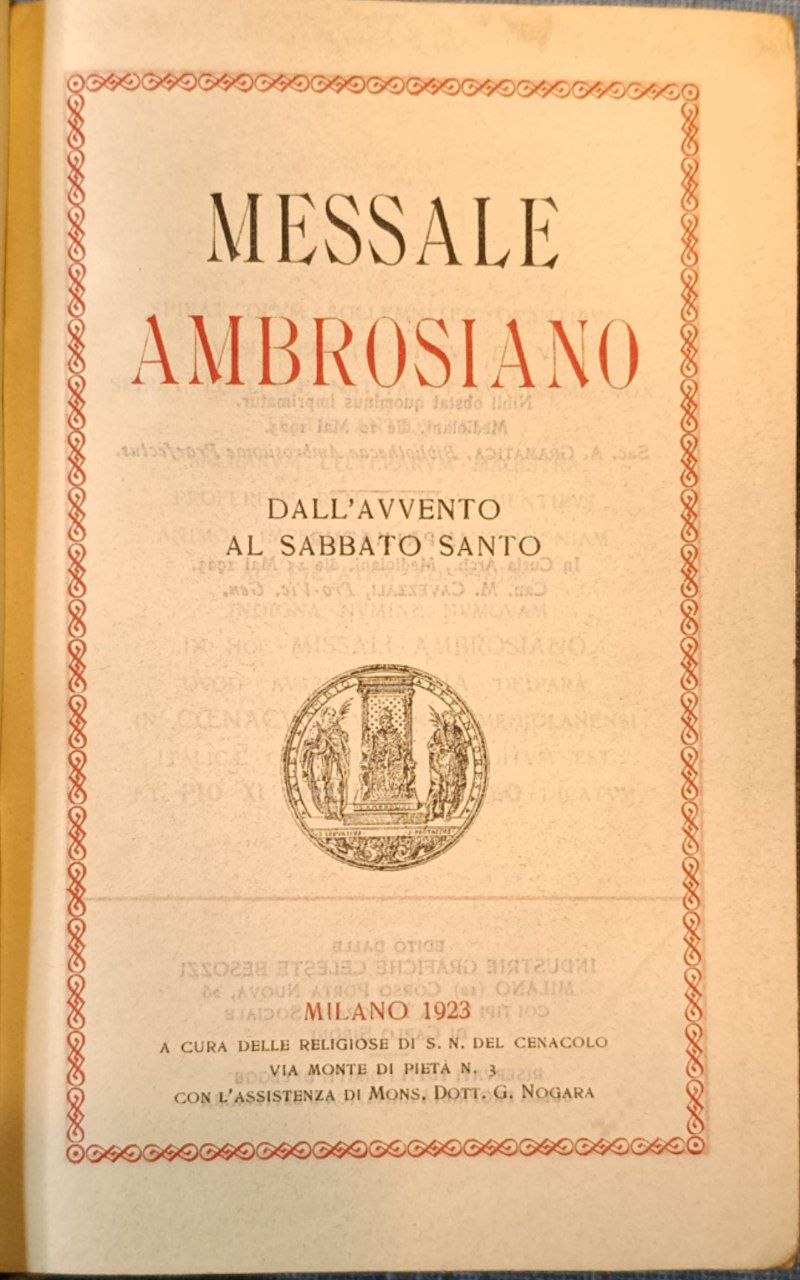 MESSALE
AMBROSIANO
DALL'AVVENTO
AL SABBATO SANTO
MILANO 1923
A CURA DELLE RELIGIOSE DI S. N. DEL CENACOLO
VIA MONTE DI PIETÀ N. 3
CON L'ASSISTENZA DI MONS. DOTT. G. NOGARA